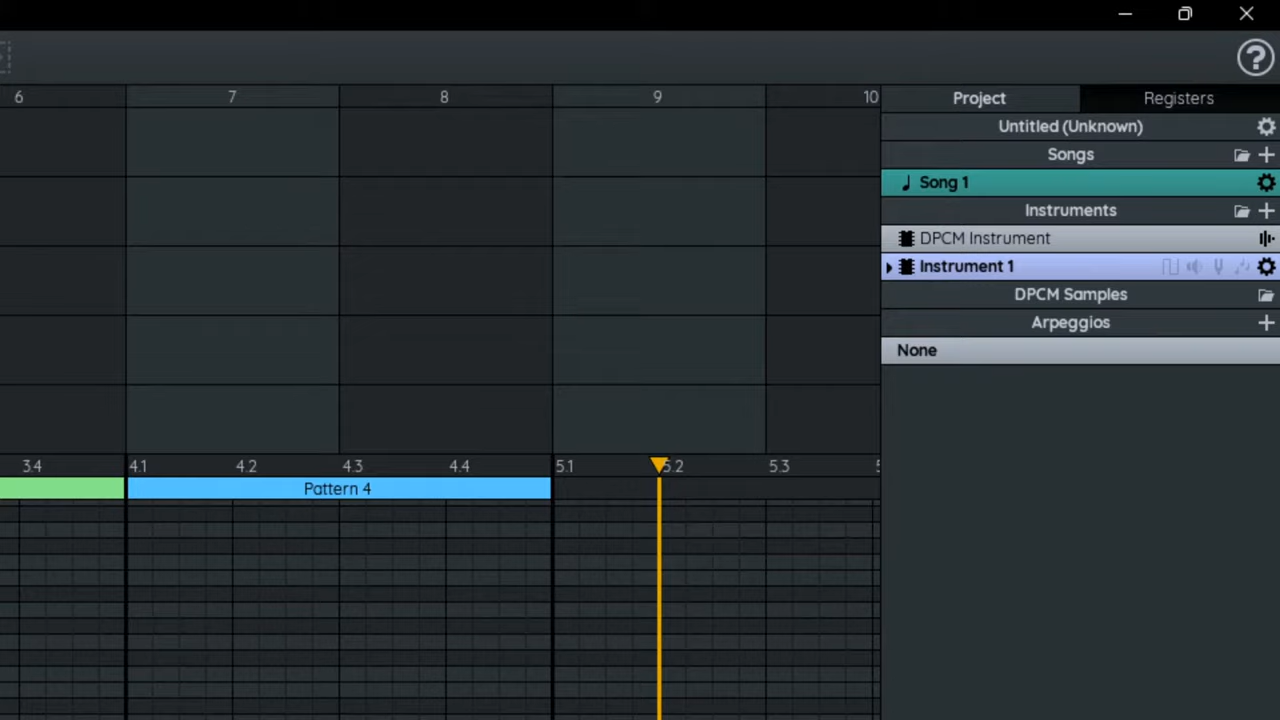 ?
6 7 8 9 10
Project Registers
Untitled (Unknown)
Songs
Song 1
Instruments
DPCM Instrument
Instrument 1
DPCM Samples
Arpeggios
None
3.4 4.1 4.2 4.3 4.4 5.1 5.2 5.3
Pattern 4